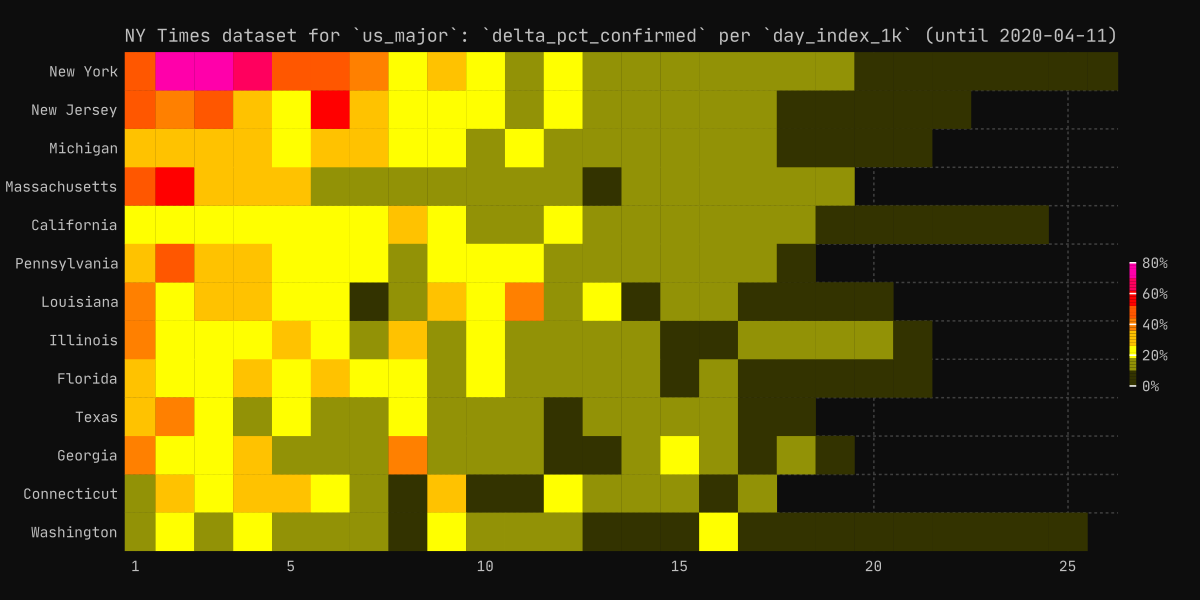 NY Times dataset for `us_major`: `delta_pct_confirmed` per `day_index_1k` (until 2020-04-11)
New York
New Jersey
Michigan
Massachusetts
California
Pennsylvania
Louisiana
Illinois
Florida
Texas
Georgia
Connecticut
Washington
1 5 10 15 20 25
80%
60%
40%
20%
0%